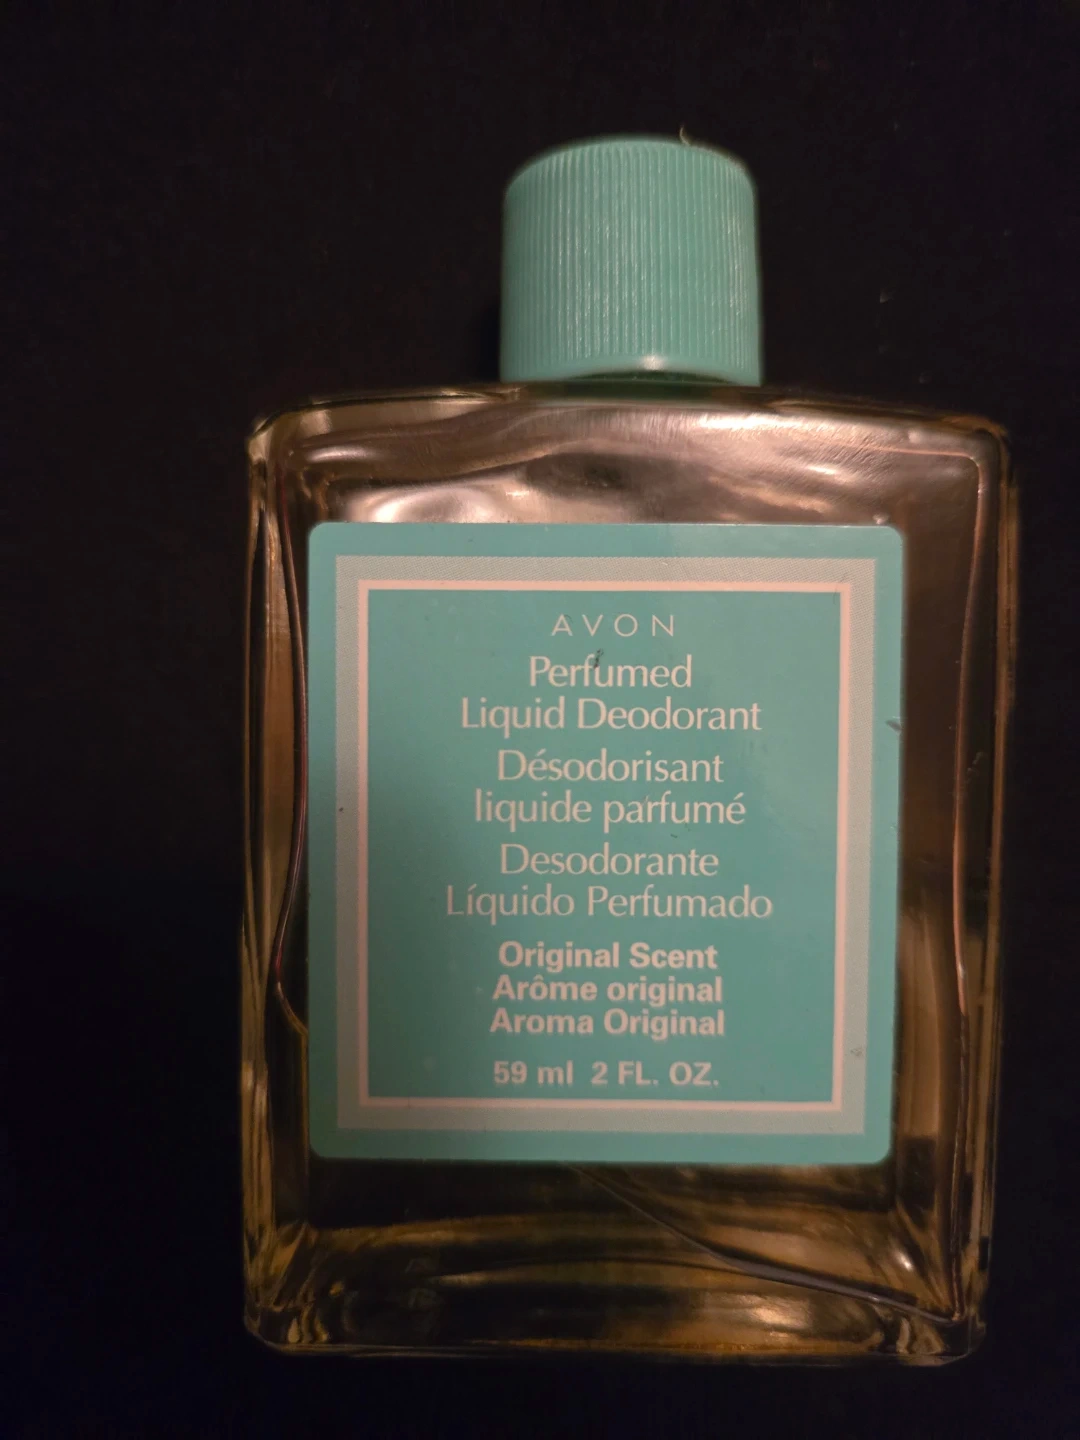 AVON
Perfumed
Liquid Deodorant
Désodorisant
liquide parfumé
Desodorante
Líquido Perfumado
Original Scent
Arôme original
Aroma Original
59 ml 2 FL. OZ.